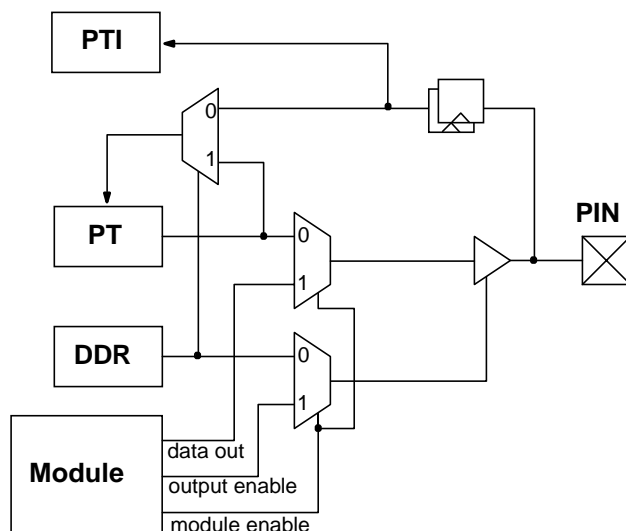 PTI
0
1
PT
PIN
0
1
DDR
0
1
Module
data out
output enable
module enable